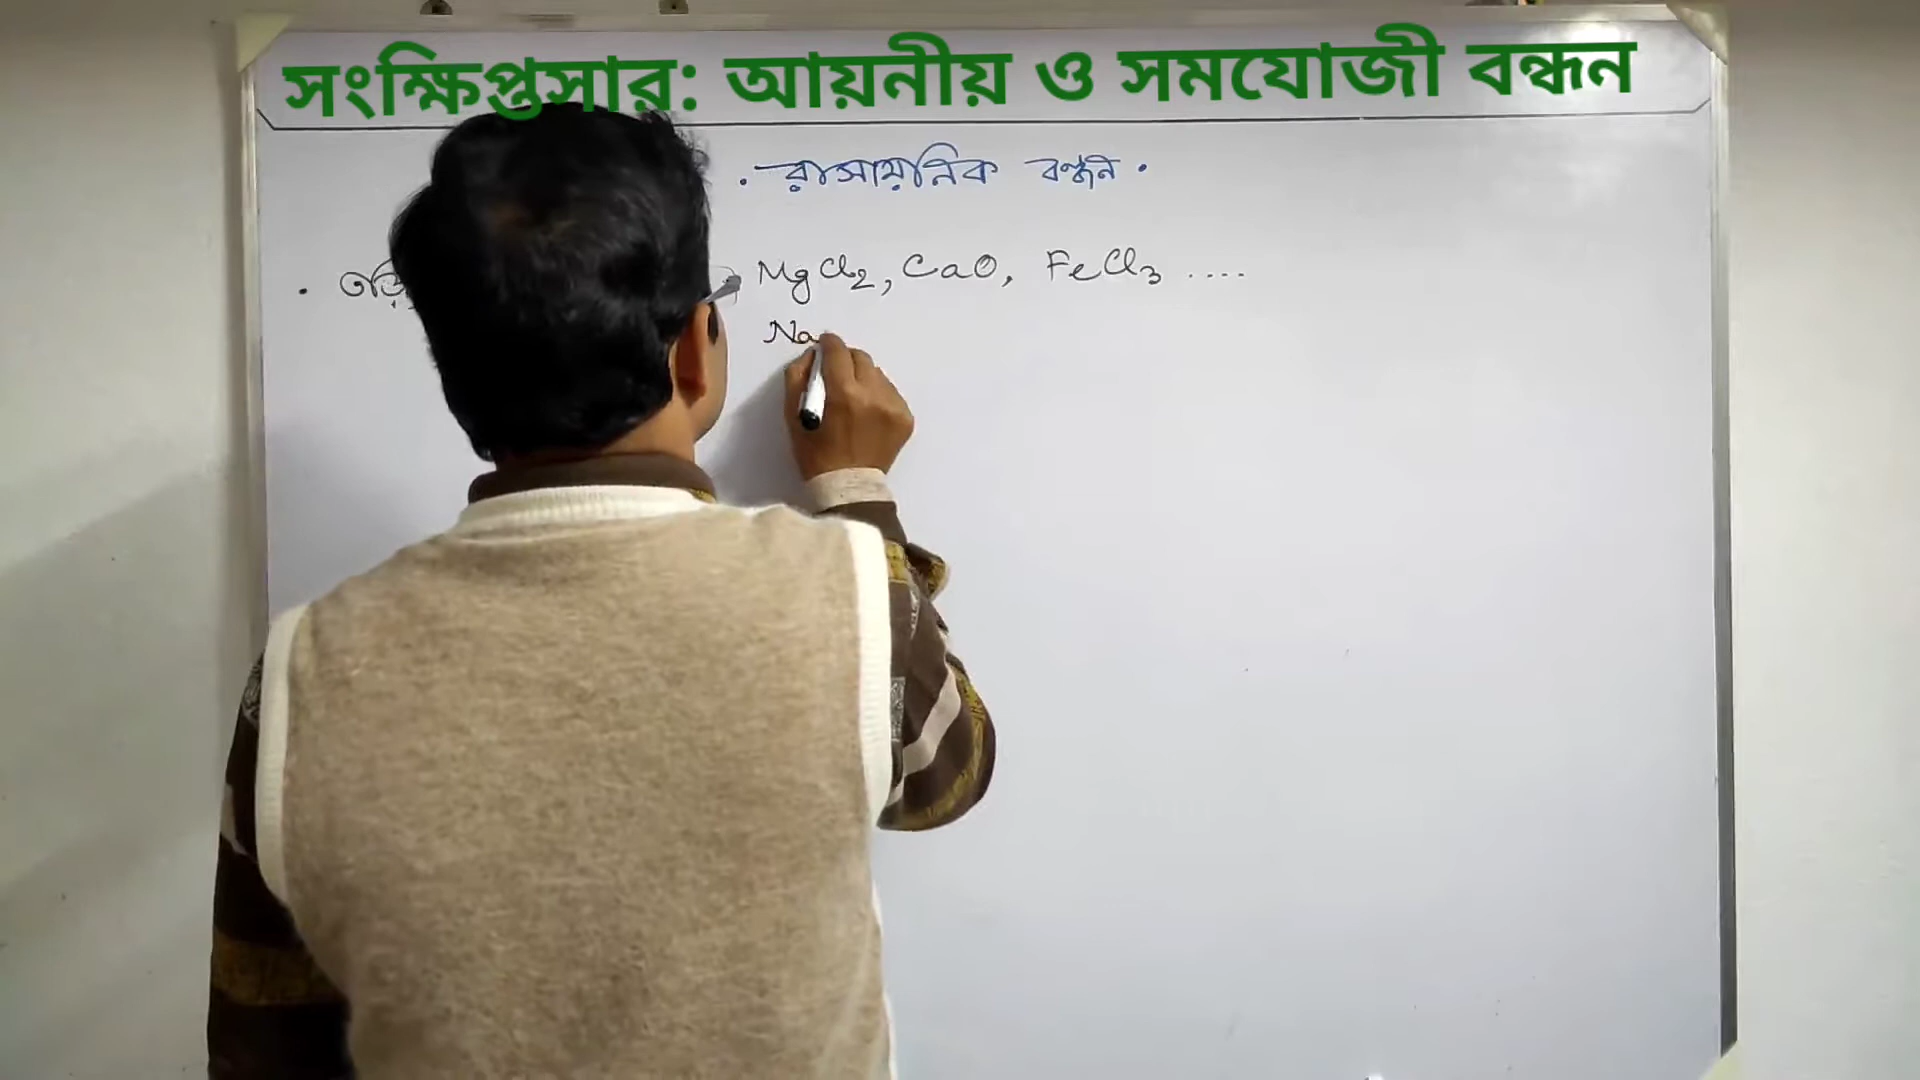 সংক্ষিপ্তসার: আয়নীয় ও সমযোজী বন্ধন
· রাসায়নিক বন্ধন ·
MgCl₂, CaO, FeCl₃ ....
Na